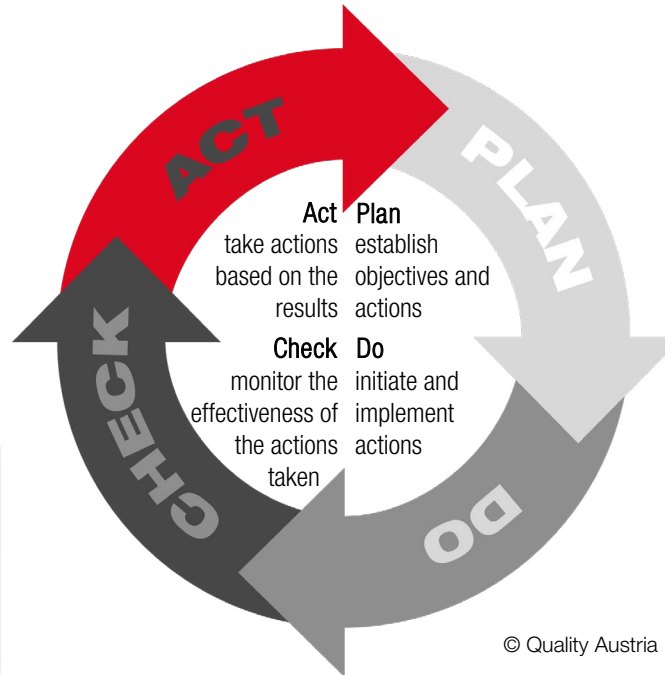 ACT
PLAN
Act
take actions
based on the
results
Plan
establish
objectives and
actions
Check
monitor the
effectiveness of
the actions
taken
Do
initiate and
implement
actions
CHECK
DO
© Quality Austria